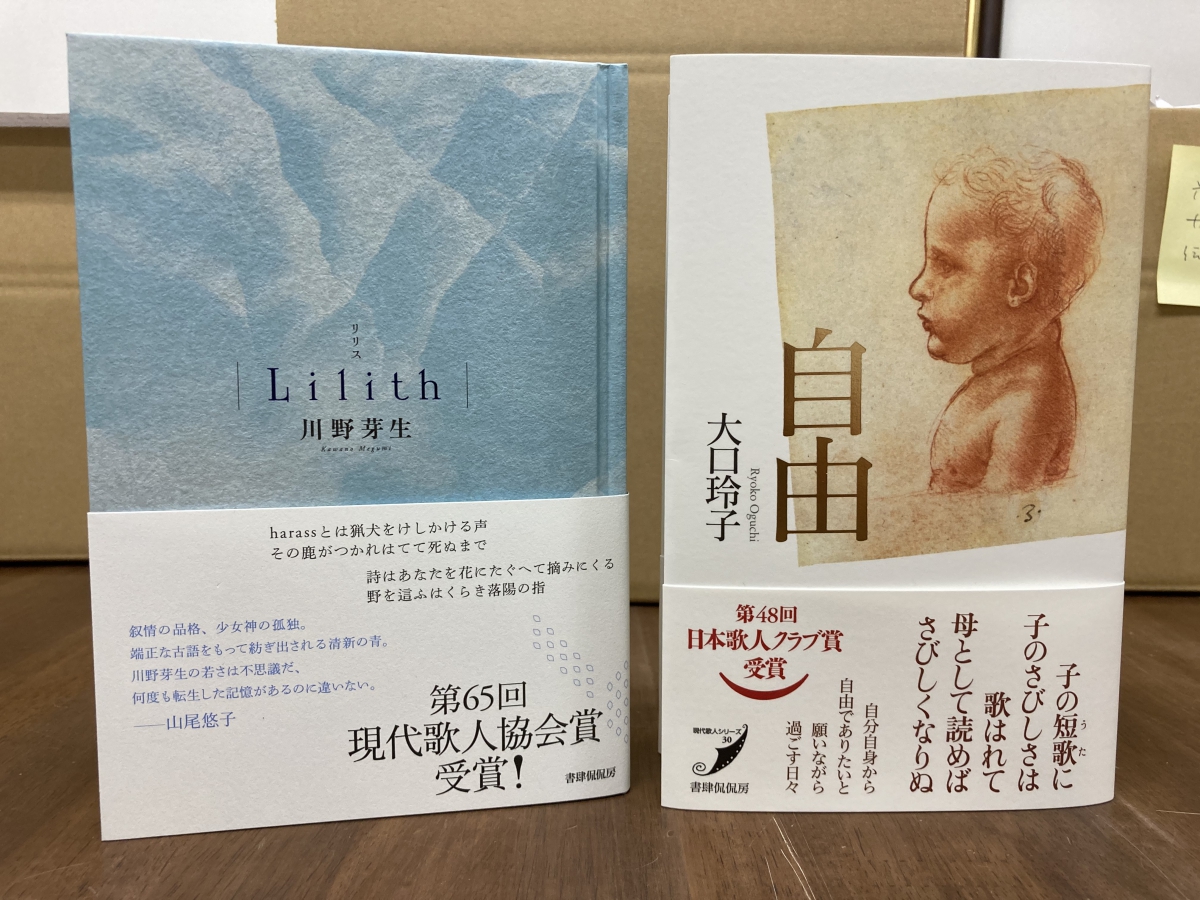 リリス
Lilith
川野芽生
Kawano Megumi
harassとは猟犬をけしかける声
その鹿がつかれはてて死ぬまで
詩はあなたを花にたぐへて摘みにくる
野を這ふはくらき落陽の指
叙情の品格、少女神の孤独。
端正な古語をもって紡ぎ出される清新の青。
川野芽生の若さは不思議だ、
何度も転生した記憶があるのに違いない。
——山尾悠子
第65回
現代歌人協会賞
受賞!
書肆侃侃房
自由
大口玲子
Ryoko Oguchi
3.
第48回
日本歌人クラブ賞
受賞
子の短歌に
うた
子のさびしさは
歌はれて
母として読めば
さびしくなりぬ
自分自身から
自由でありたいと
願いながら
過ごす日々
現代歌人シリーズ
30
書肆侃侃房